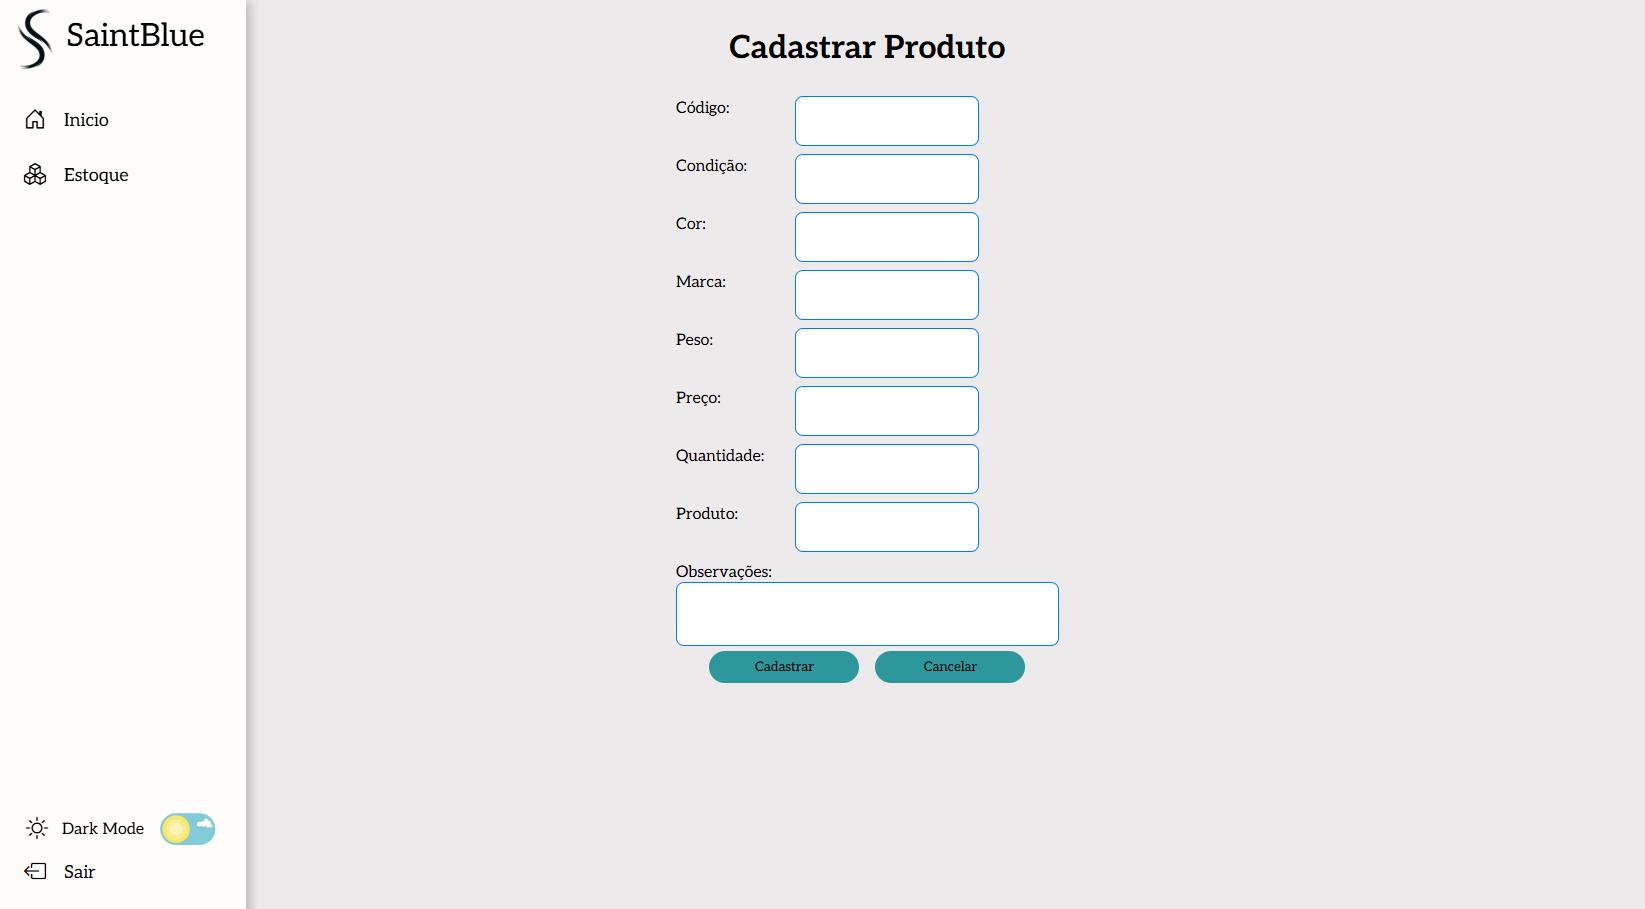 SaintBlue
Inicio
Estoque
Dark Mode
Sair
Cadastrar Produto
Código:
Condição:
Cor:
Marca:
Peso:
Preço:
Quantidade:
Produto:
Observações:
Cadastrar
Cancelar